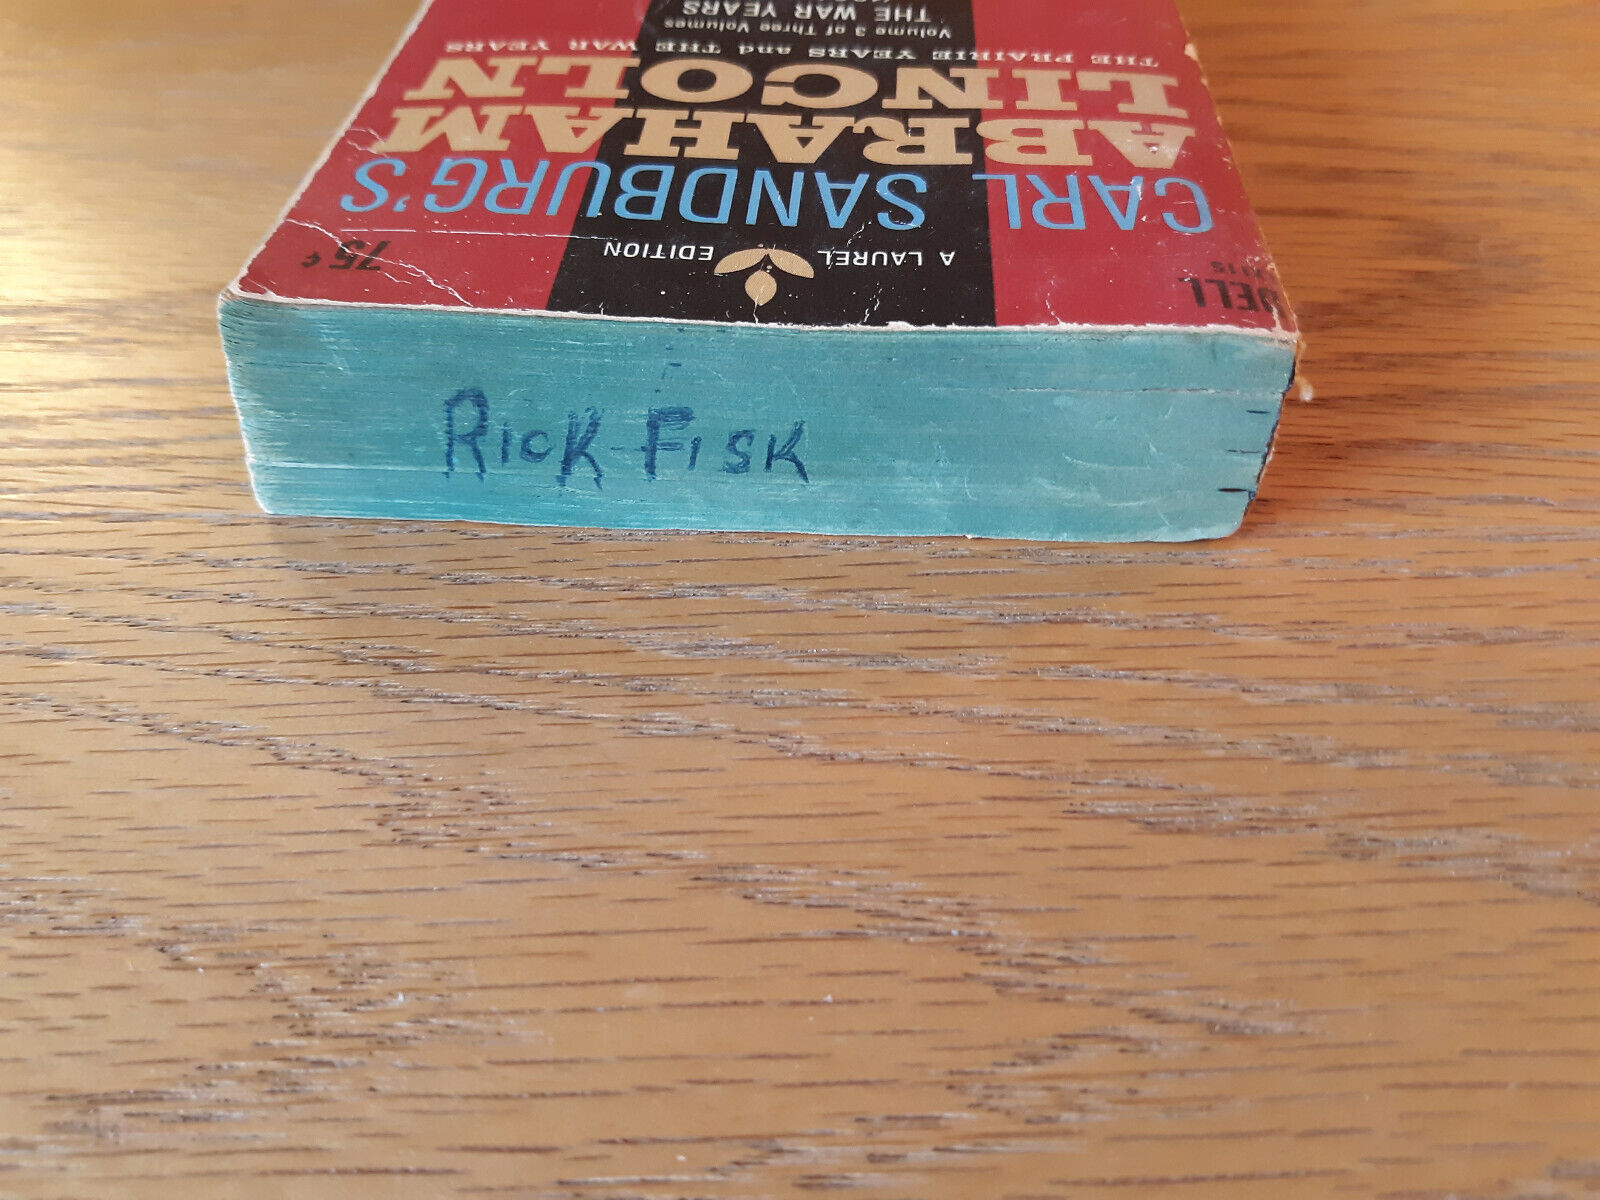 DELL
75¢
A LAUREL EDITION
CARL SANDBURG'S
ABRAHAM
LINCOLN
THE PRAIRIE YEARS and THE WAR YEARS
Volume 3 of Three Volumes
THE WAR YEARS
RICK FISK